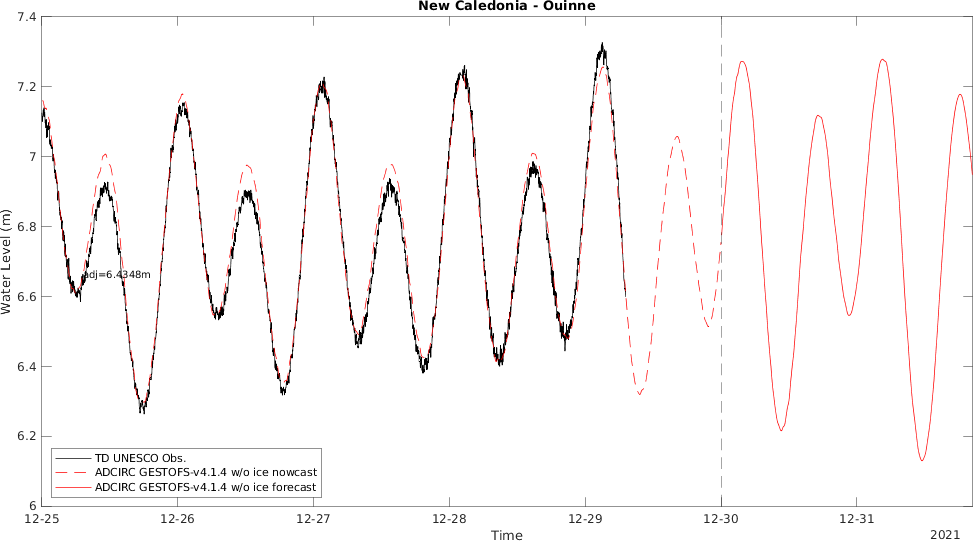 New Caledonia - Ouinne
7.4
7.2
7
6.8
6.6
6.4
6.2
6
Water Level (m)
adj=6.4348m
TD UNESCO Obs.
ADCIRC GESTOFS-v4.1.4 w/o ice nowcast
ADCIRC GESTOFS-v4.1.4 w/o ice forecast
12-25 12-26 12-27 12-28 12-29 12-30 12-31
Time
2021